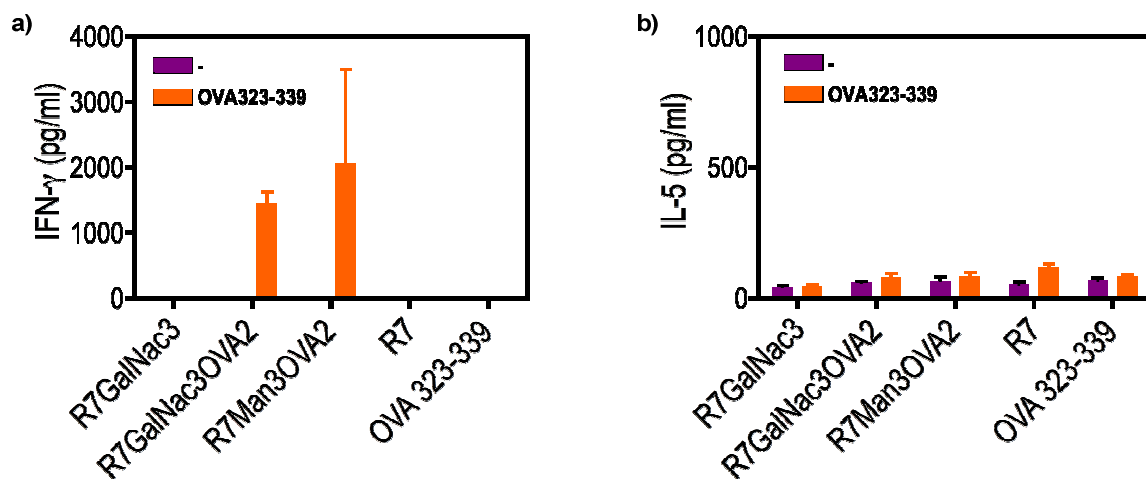 a)
IFN-γ (pg/ml)
4000
3000
2000
1000
0
-
OVA323-339
R7GalNac3
R7GalNac3OVA2
R7Man3OVA2
R7
OVA 323-339
b)
IL-5 (pg/ml)
1000
500
0
-
OVA323-339
R7GalNac3
R7GalNac3OVA2
R7Man3OVA2
R7
OVA 323-339